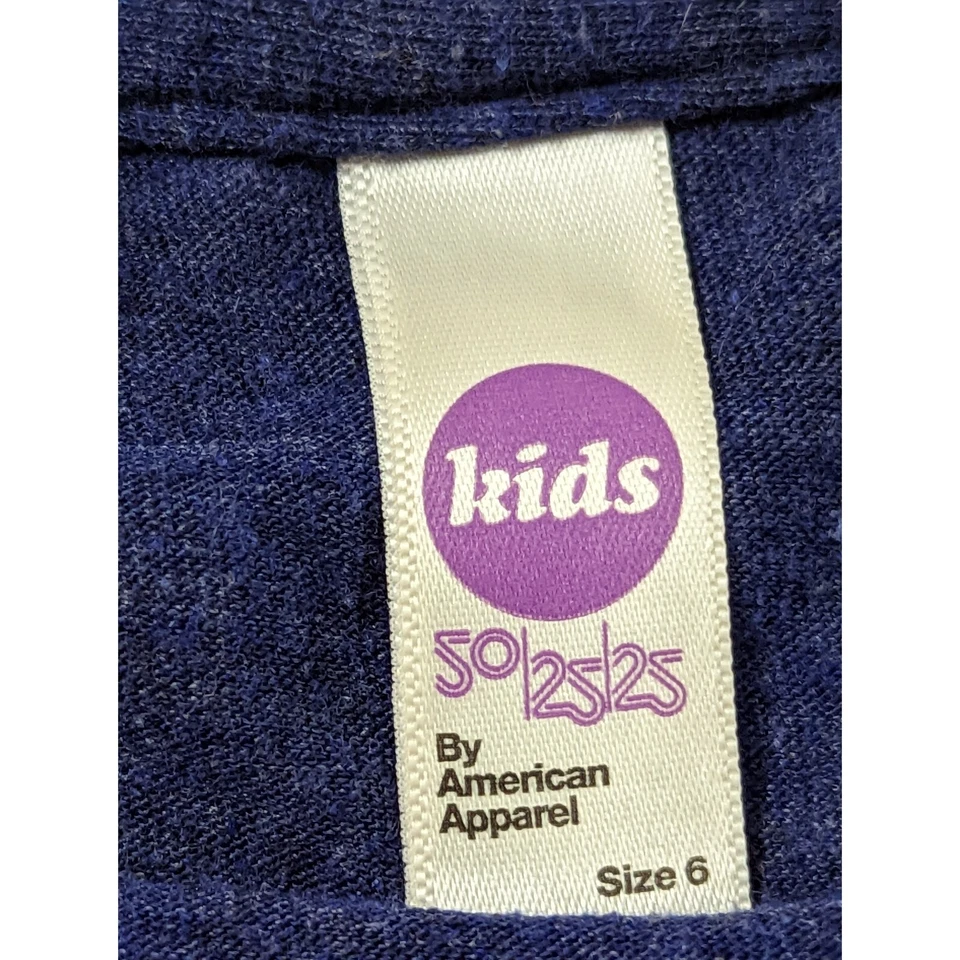 kids
50/25/25
By
American
Apparel
Size 6